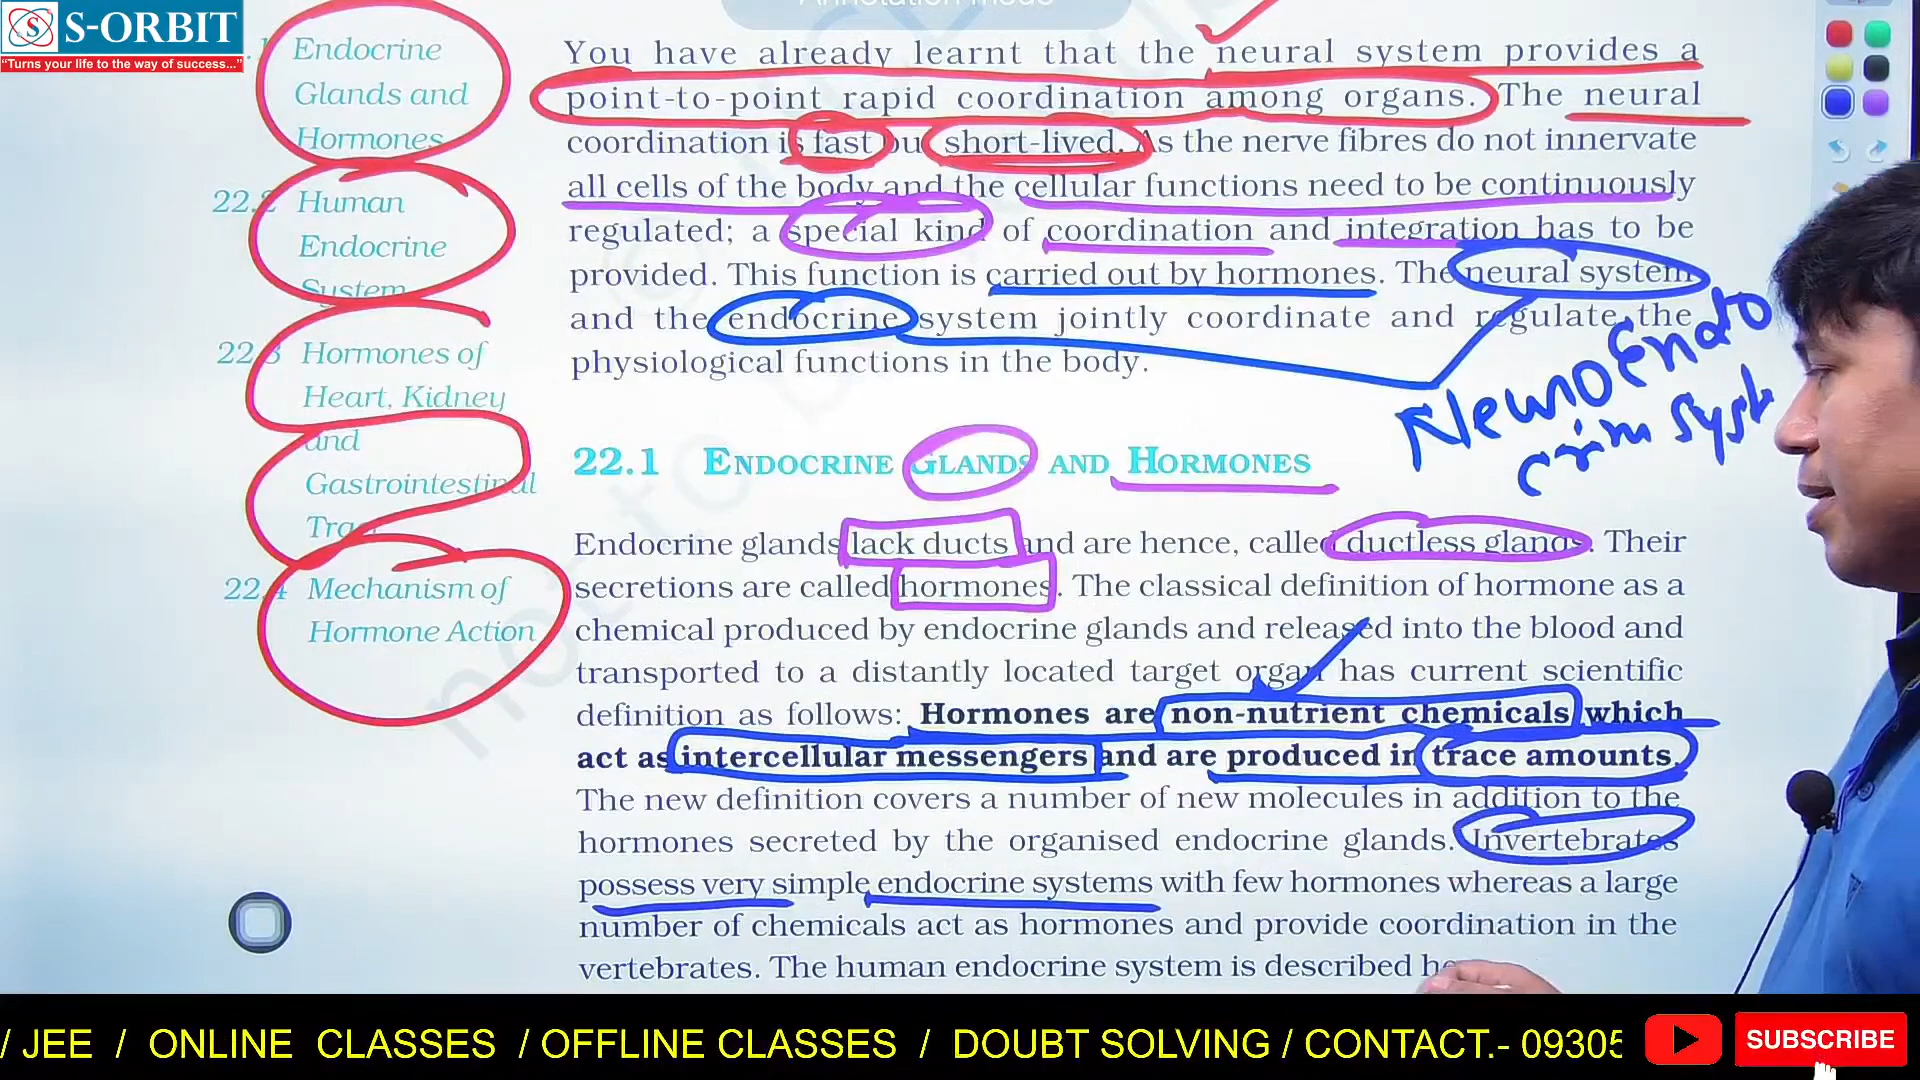 Annotation mode
S-ORBIT
"Turns your life to the way of success..."
Endocrine
Glands and
Hormones
22.2 Human
Endocrine
System
22.3 Hormones of
Heart, Kidney
and
Gastrointestinal
Tract
22.4 Mechanism of
Hormone Action
You have already learnt that the neural system provides a
point-to-point rapid coordination among organs. The neural
coordination is fast but short-lived. As the nerve fibres do not innervate
all cells of the body and the cellular functions need to be continuously
regulated; a special kind of coordination and integration has to be
provided. This function is carried out by hormones. The neural system
and the endocrine system jointly coordinate and regulate the
physiological functions in the body.
NeuroEndo
crim syst
22.1 ENDOCRINE GLANDS AND HORMONES
Endocrine glands lack ducts and are hence, called ductless glands. Their
secretions are called hormones. The classical definition of hormone as a
chemical produced by endocrine glands and released into the blood and
transported to a distantly located target organ has current scientific
definition as follows: Hormones are non-nutrient chemicals which
act as intercellular messengers and are produced in trace amounts.
The new definition covers a number of new molecules in addition to the
hormones secreted by the organised endocrine glands. Invertebrates
possess very simple endocrine systems with few hormones whereas a large
number of chemicals act as hormones and provide coordination in the
vertebrates. The human endocrine system is described he
/ JEE / ONLINE CLASSES / OFFLINE CLASSES / DOUBT SOLVING / CONTACT.- 09305
SUBSCRIBE